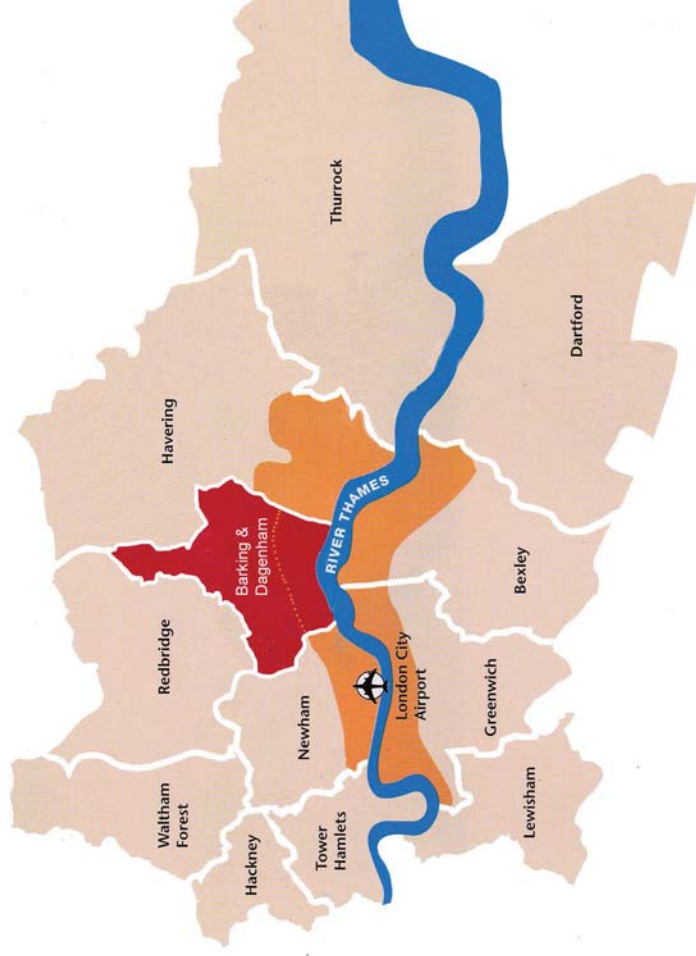 Waltham
Forest
Redbridge
Havering
Hackney
Barking &
Dagenham
Tower
Hamlets
Newham
Thurrock
RIVER THAMES
London City
Airport
Greenwich
Lewisham
Bexley
Dartford